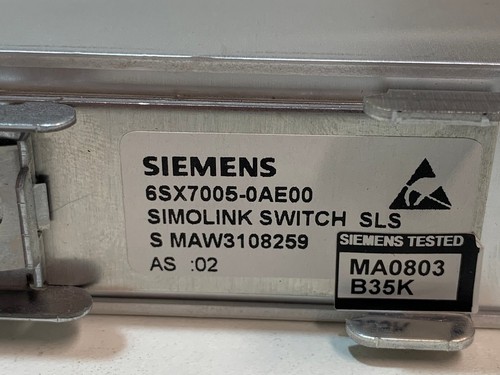 SIEMENS
6SX7005-0AE00
SIMOLINK SWITCH SLS
S MAW3108259
AS :02
SIEMENS TESTED
MA0803
B35K